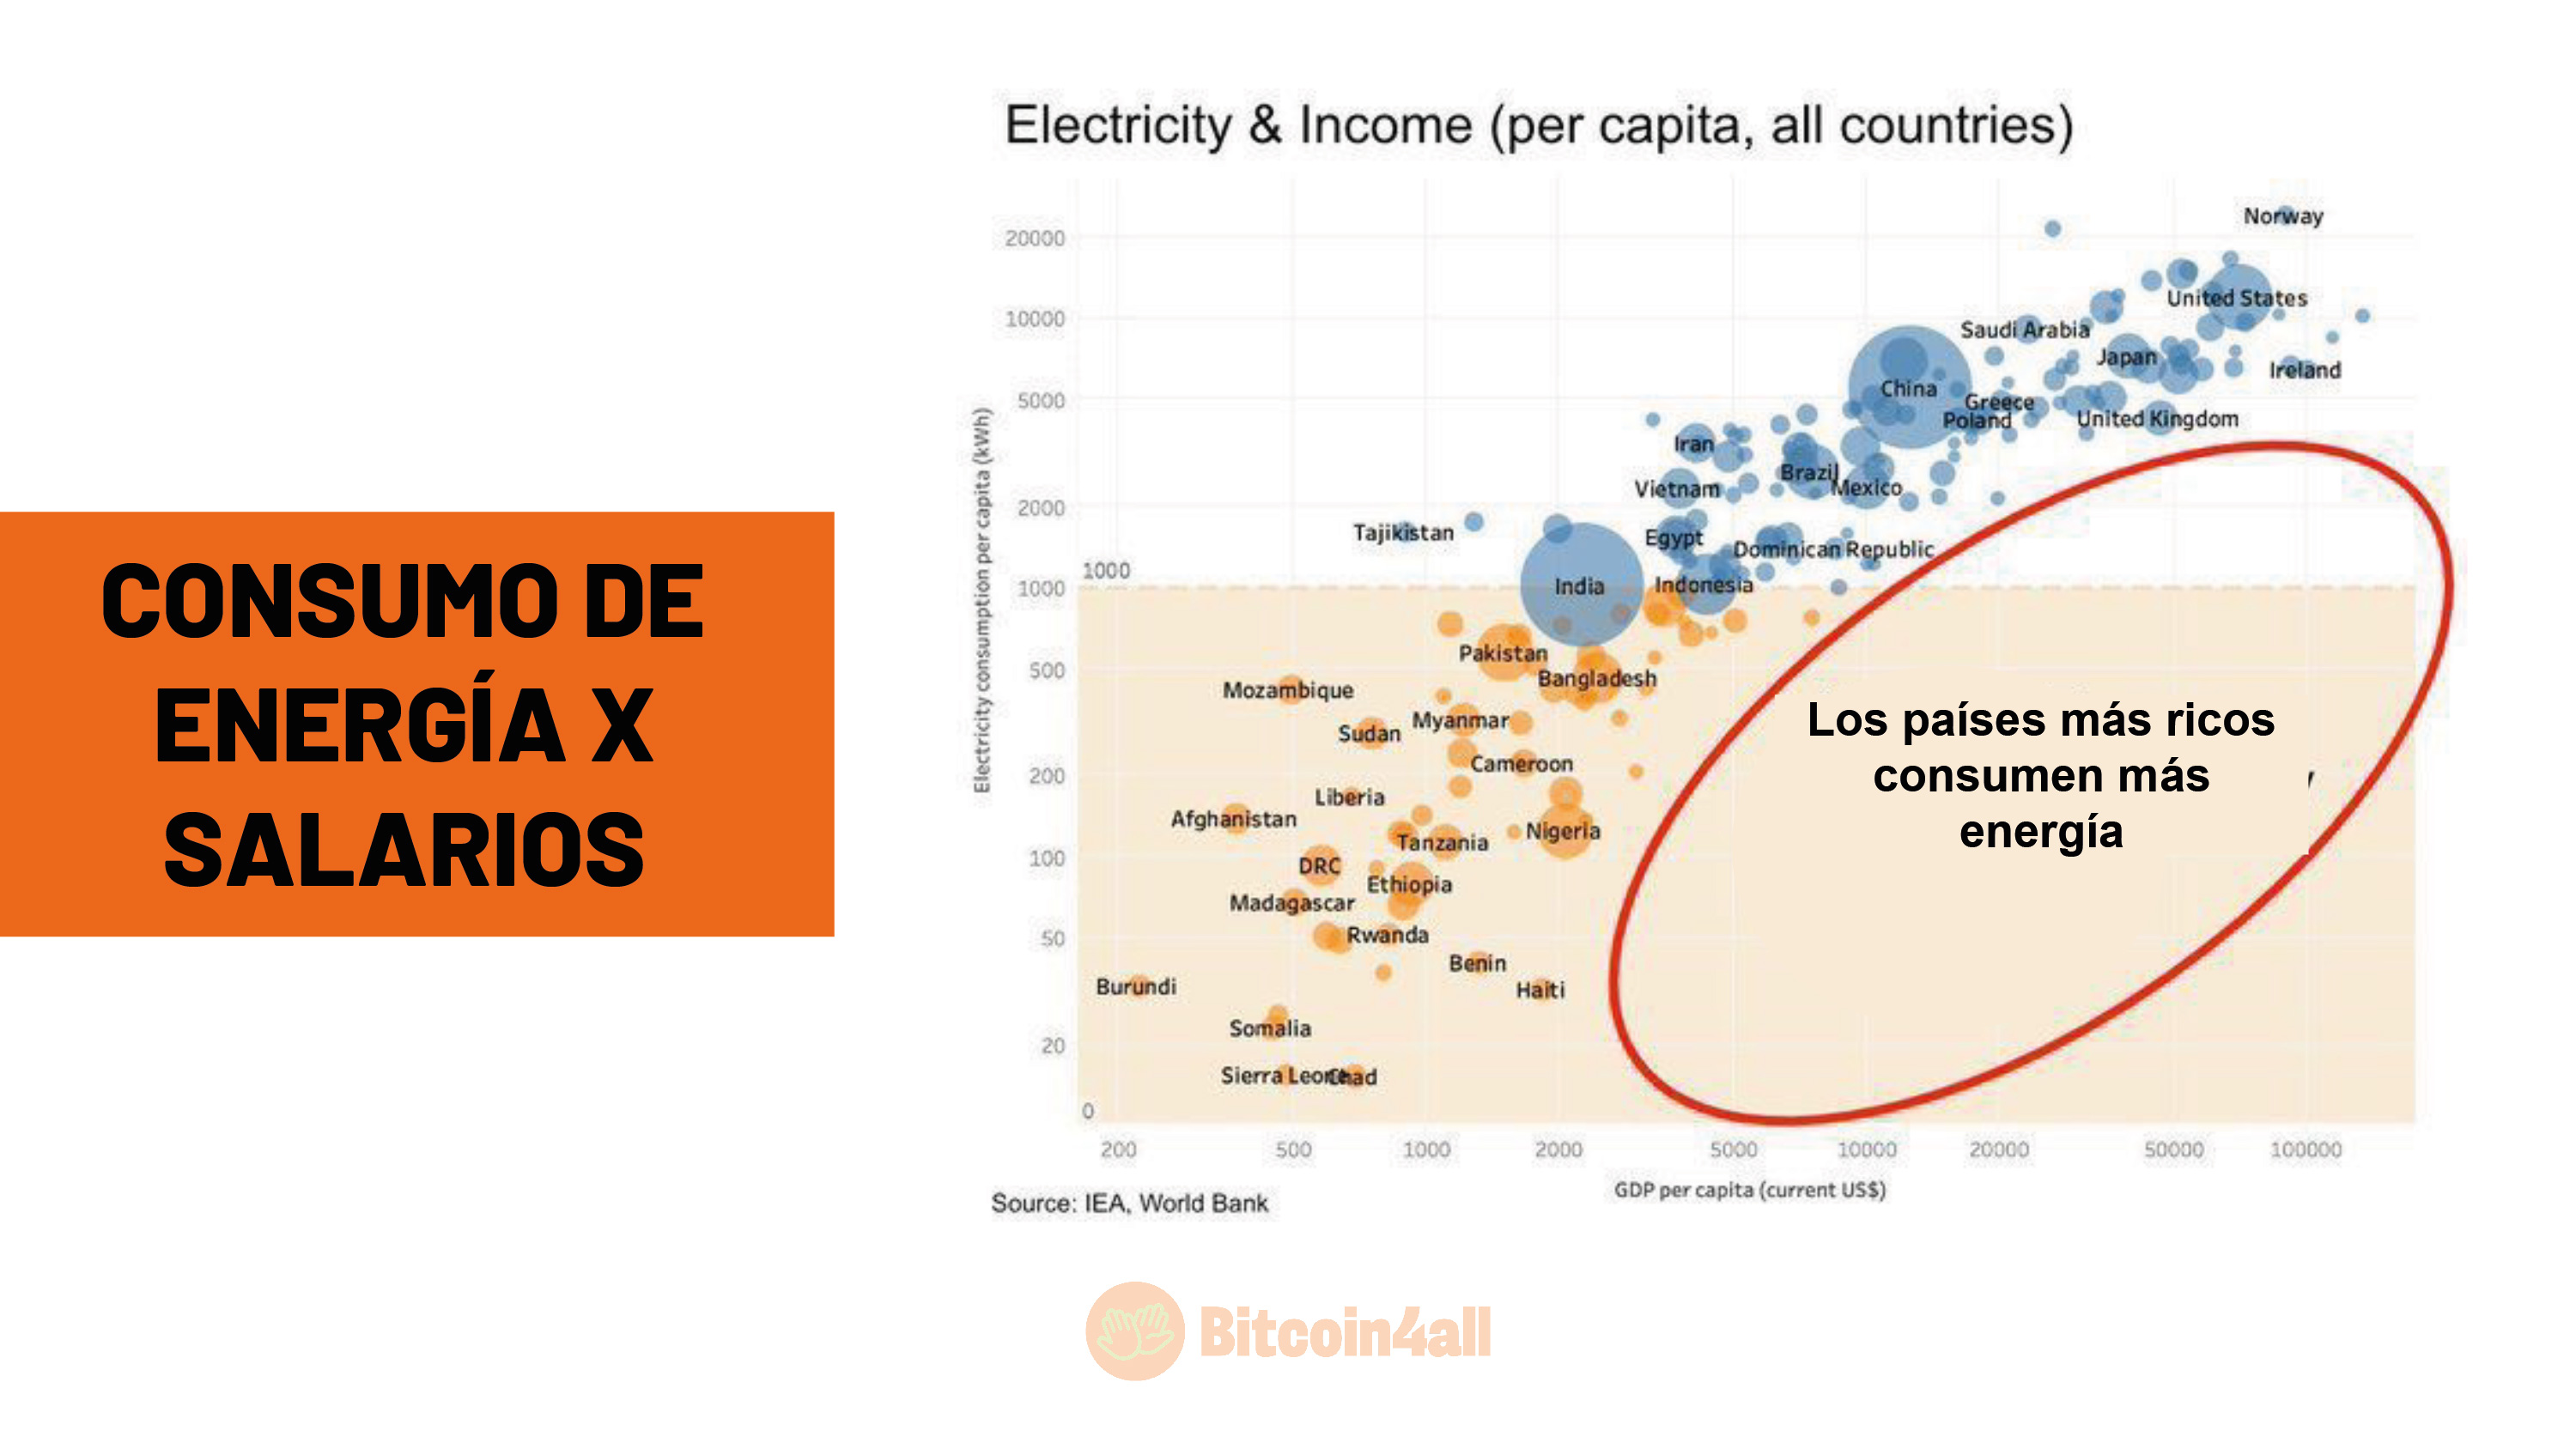 CONSUMO DE
ENERGÍA X
SALARIOS
Electricity & Income (per capita, all countries)
Electricity consumption per capita (kWh)
20000
10000
5000
2000
1000
500
200
100
50
20
1000
0
Norway
United States
Saudi Arabia
Japan
Ireland
China
Greece
Poland
United Kingdom
Iran
Brazil
Vietnam
Mexico
Tajikistan
Egypt
Dominican Republic
India
Indonesia
Pakistan
Bangladesh
Mozambique
Myanmar
Sudan
Cameroon
Liberia
Afghanistan
Nigeria
Tanzania
DRC
Ethiopia
Madagascar
Rwanda
Benin
Burundi
Haiti
Somalia
Sierra Leone
Chad
Los países más ricos
consumen más
energía
200 500 1000 2000 5000 10000 20000 50000 100000
GDP per capita (current US$)
Source: IEA, World Bank
Bitcoin4all